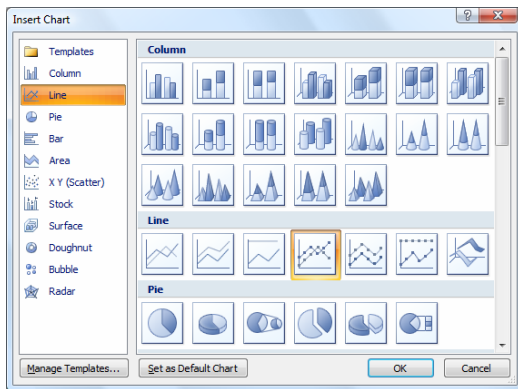 Insert Chart
Templates
Column
Line
Pie
Bar
Area
X Y (Scatter)
Stock
Surface
Doughnut
Bubble
Radar
Column
Line
Pie
Manage Templates...
Set as Default Chart
OK
Cancel